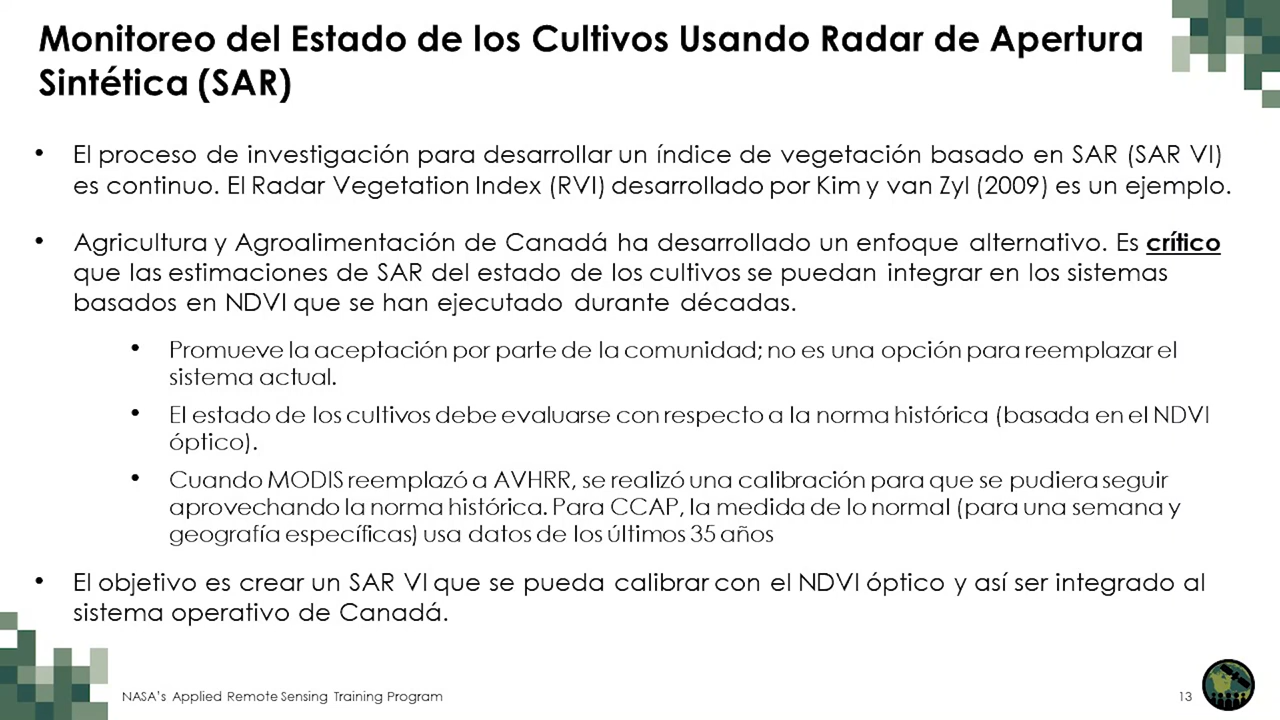 Monitoreo del Estado de los Cultivos Usando Radar de Apertura
Sintética (SAR)
• El proceso de investigación para desarrollar un índice de vegetación basado en SAR (SAR VI)
es continuo. El Radar Vegetation Index (RVI) desarrollado por Kim y van Zyl (2009) es un ejemplo.
• Agricultura y Agroalimentación de Canadá ha desarrollado un enfoque alternativo. Es crítico
que las estimaciones de SAR del estado de los cultivos se puedan integrar en los sistemas
basados en NDVI que se han ejecutado durante décadas.
• Promueve la aceptación por parte de la comunidad; no es una opción para reemplazar el
sistema actual.
• El estado de los cultivos debe evaluarse con respecto a la norma histórica (basada en el NDVI
óptico).
• Cuando MODIS reemplazó a AVHRR, se realizó una calibración para que se pudiera seguir
aprovechando la norma histórica. Para CCAP, la medida de lo normal (para una semana y
geografía específicas) usa datos de los últimos 35 años
• El objetivo es crear un SAR VI que se pueda calibrar con el NDVI óptico y así ser integrado al
sistema operativo de Canadá.
NASA's Applied Remote Sensing Training Program
13